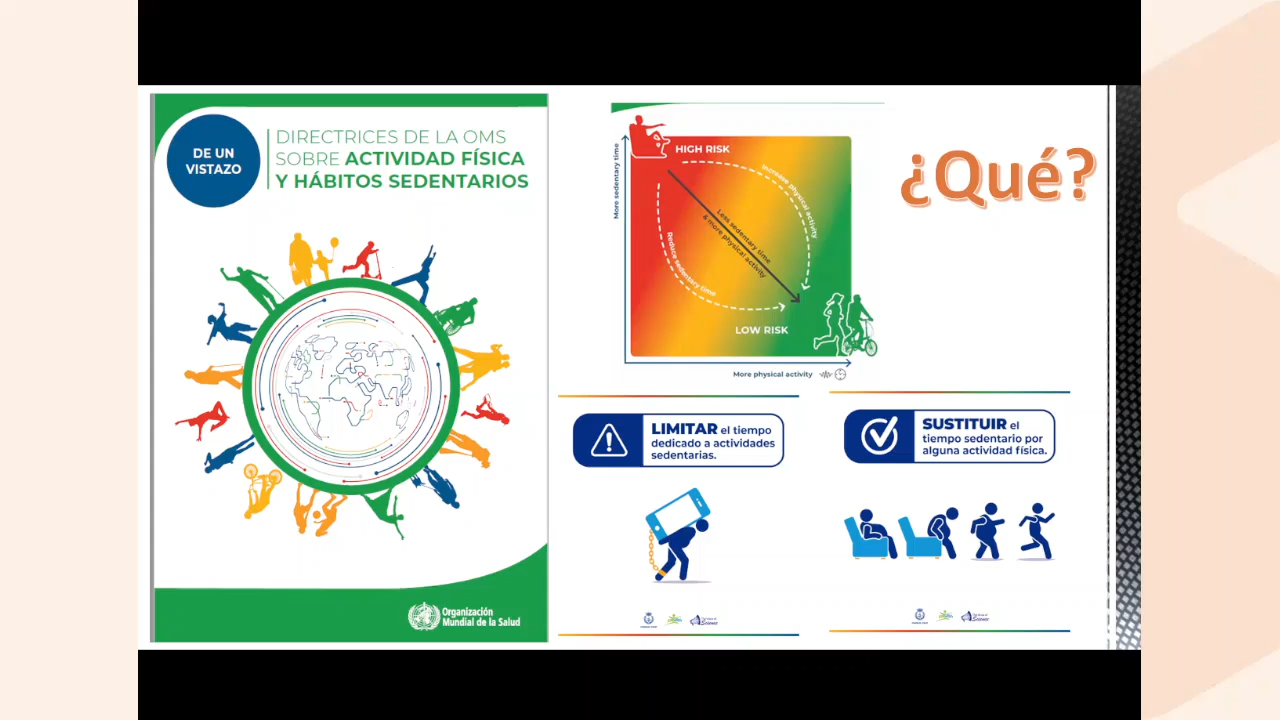 DE UN
VISTAZO
DIRECTRICES DE LA OMS
SOBRE ACTIVIDAD FÍSICA
Y HÁBITOS SEDENTARIOS
Organización
Mundial de la Salud
More sedentary time
HIGH RISK
Increase physical activity
Less sedentary time
& more physical activity
Reduce sedentary time
LOW RISK
More physical activity
¿Qué?
LIMITAR el tiempo
dedicado a actividades
sedentarias.
SUSTITUIR el
tiempo sedentario por
alguna actividad física.